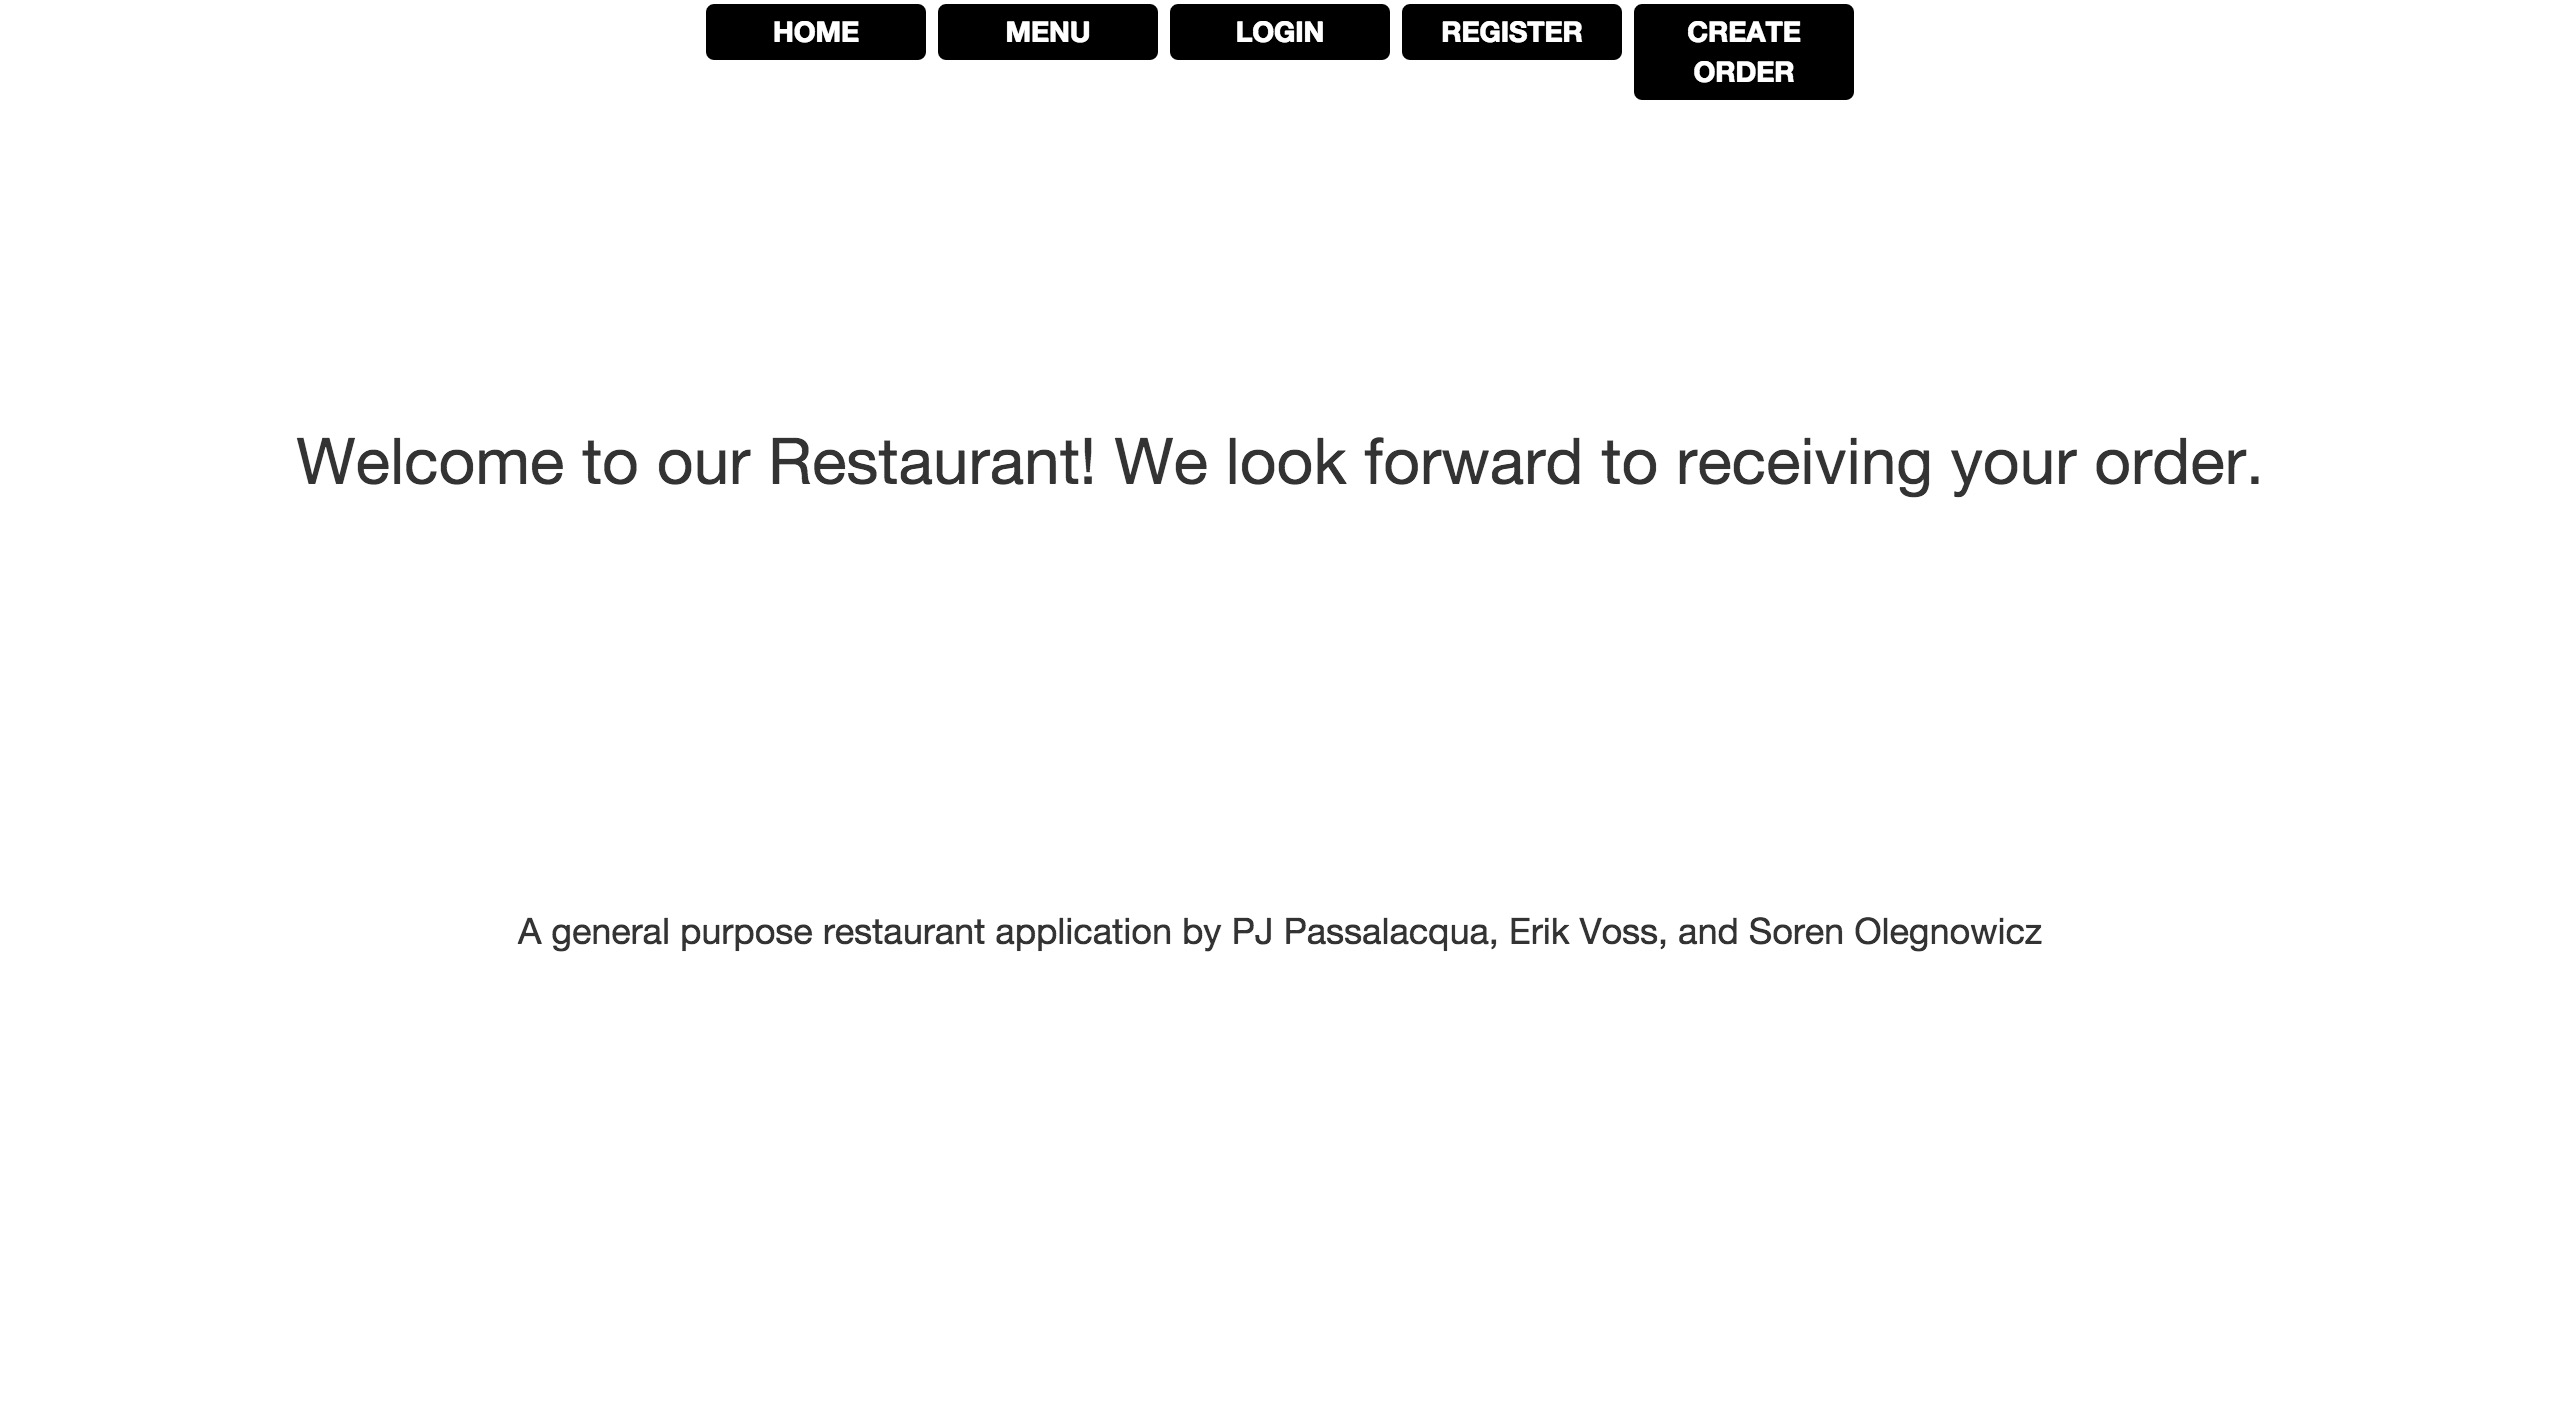 HOME
MENU
LOGIN
REGISTER
CREATE
ORDER
Welcome to our Restaurant! We look forward to receiving your order.
A general purpose restaurant application by PJ Passalacqua, Erik Voss, and Soren Olegnowicz